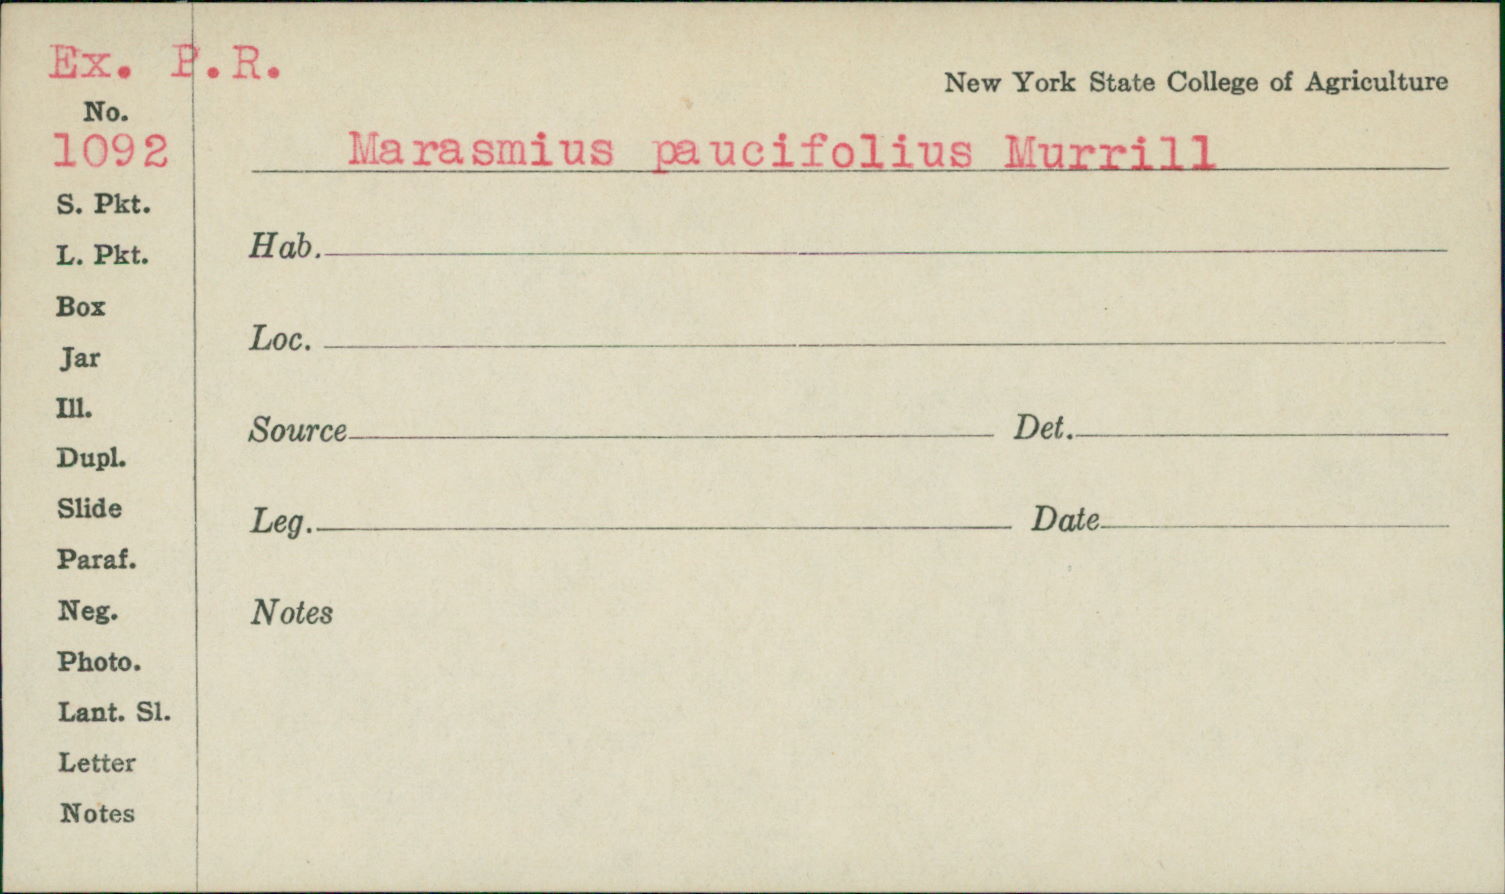 Ex. P.R.
New York State College of Agriculture
No.
1092
Marasmius paucifolius Murrill
S. Pkt.
L. Pkt.
Box
Jar
Ill.
Dupl.
Slide
Paraf.
Neg.
Photo.
Lant. Sl.
Letter
Notes
Hab.
Loc.
Source Det.
Leg. Date
Notes